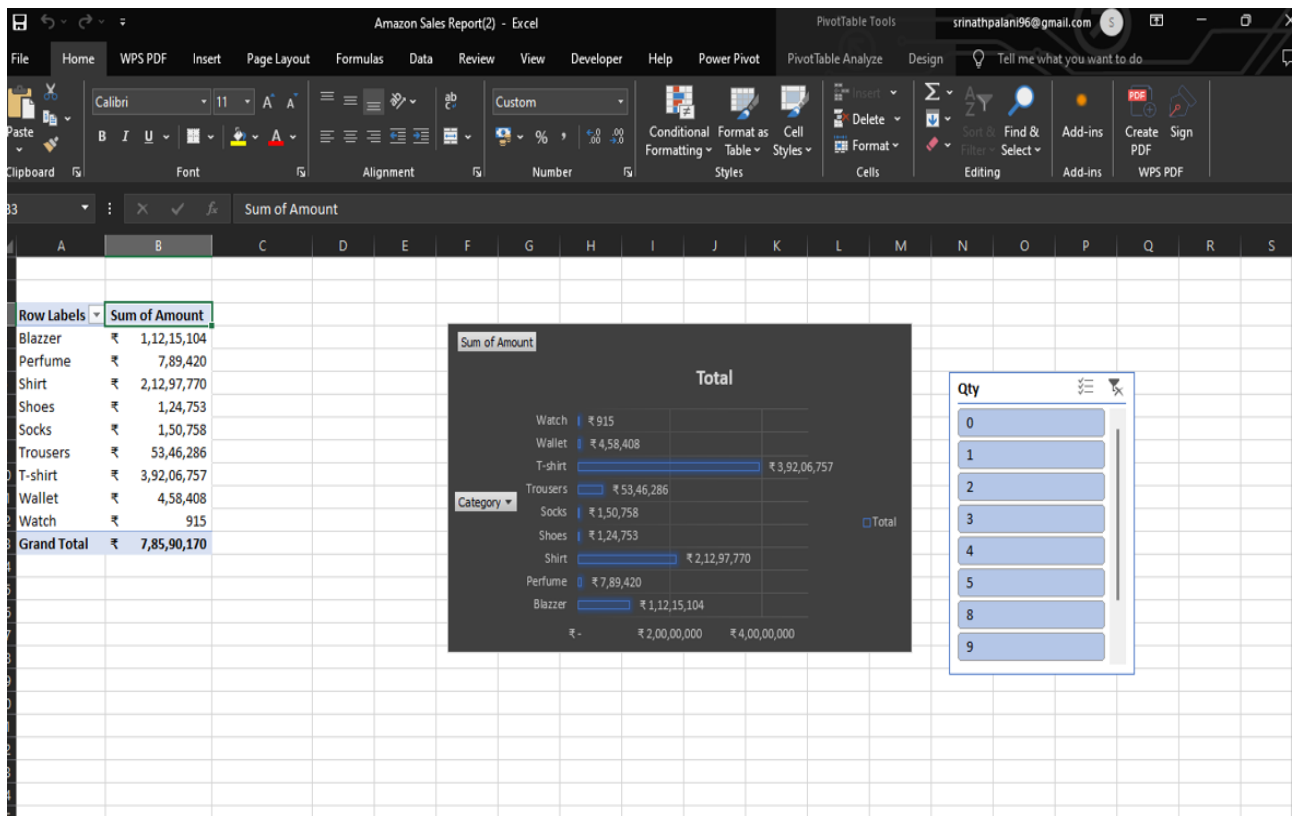 Amazon Sales Report(2) - Excel
PivotTable Tools
srinathpalani96@gmail.com S
File Home WPS PDF Insert Page Layout Formulas Data Review View Developer Help Power Pivot PivotTable Analyze Design Tell me what you want to do
Paste
Clipboard
Calibri 11 A A
B I U A
Font
ab
Alignment
Custom
% , .00 .00
Number
Conditional Formatting
Format as Table
Cell Styles
Styles
Insert
Delete
Format
Cells
Σ
Sort & Filter
Find & Select
Editing
Add-ins
Add-ins
PDF
Create PDF
Sign
WPS PDF
B3 fx Sum of Amount
A B C D E F G H I J K L M N O P Q R S
Row Labels Sum of Amount
Blazzer ₹ 1,12,15,104
Perfume ₹ 7,89,420
Shirt ₹ 2,12,97,770
Shoes ₹ 1,24,753
Socks ₹ 1,50,758
Trousers ₹ 53,46,286
T-shirt ₹ 3,92,06,757
Wallet ₹ 4,58,408
Watch ₹ 915
Grand Total ₹ 7,85,90,170
Sum of Amount
Total
Watch ₹915
Wallet ₹4,58,408
T-shirt ₹3,92,06,757
Trousers ₹53,46,286
Category
Socks ₹1,50,758
Shoes ₹1,24,753
Shirt ₹2,12,97,770
Perfume ₹7,89,420
Blazzer ₹1,12,15,104
₹- ₹2,00,00,000 ₹4,00,00,000
Total
Qty
0
1
2
3
4
5
8
9